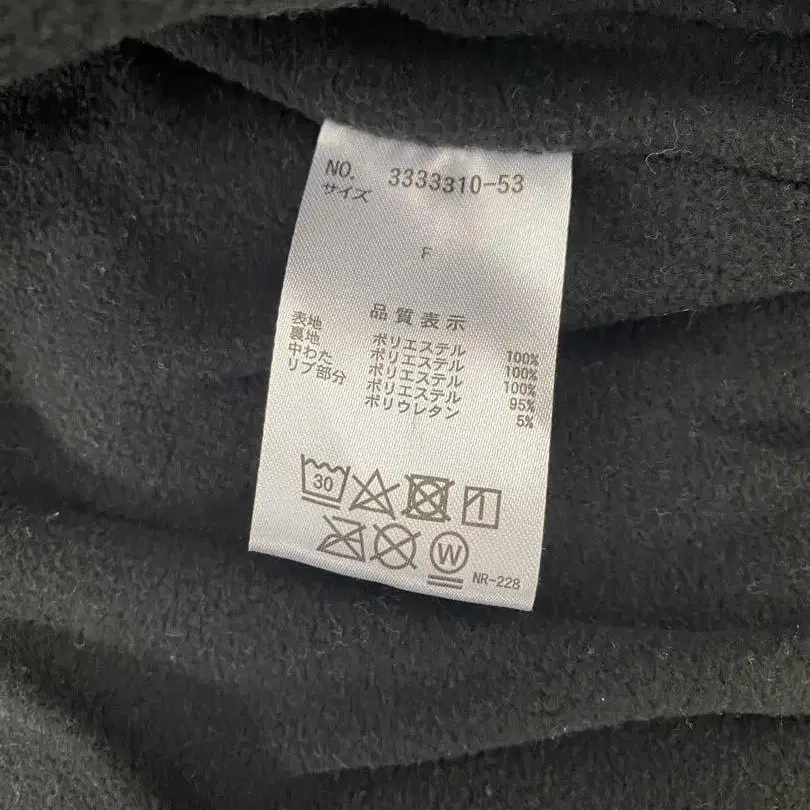 NO. 3333310-53
サイズ
F
品質表示
表地 ポリエステル 100%
裏地 ポリエステル 100%
中わた ポリエステル 100%
リブ部分 ポリエステル 95%
ポリウレタン 5%
30
W
NR-228